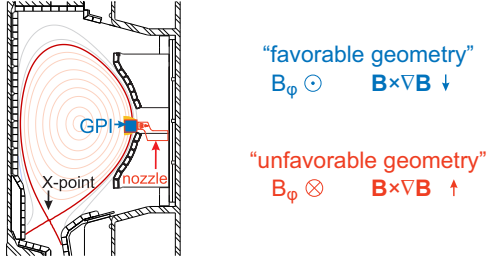 “favorable geometry”
Bφ ⊙ B×∇B ↓
GPI
X-point
nozzle
“unfavorable geometry”
Bφ ⊗ B×∇B ↑